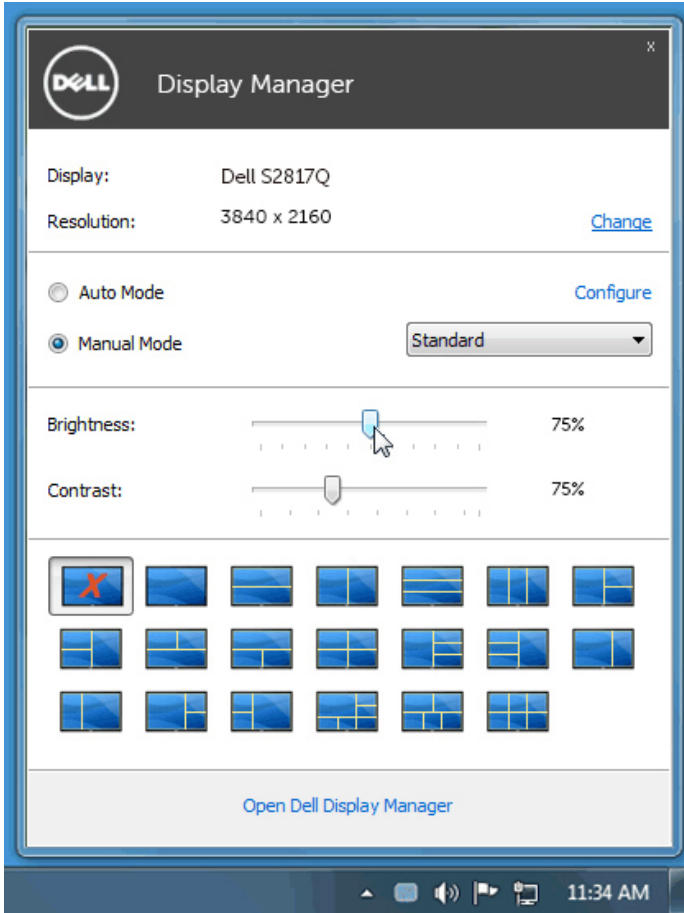 x
DELL
Display Manager
Display: Dell S2817Q
Resolution: 3840 x 2160 Change
Auto Mode Configure
Manual Mode Standard
Brightness: 75%
Contrast: 75%
X
Open Dell Display Manager
11:34 AM